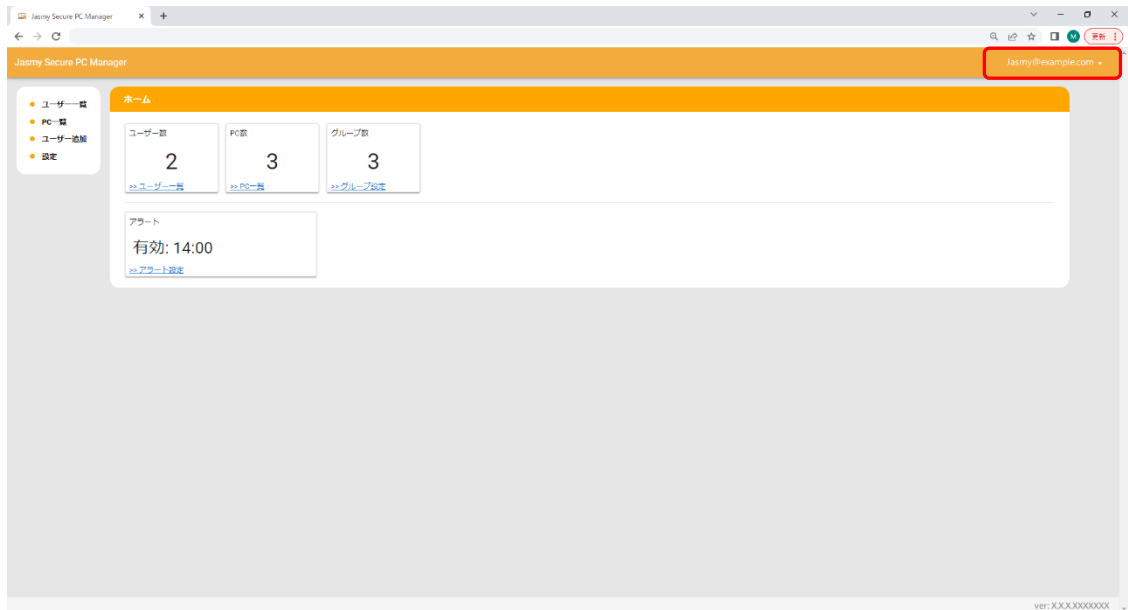 Jasmy Secure PC Manager
M
更新
Jasmy Secure PC Manager
Jasmy@example.com
ユーザー一覧
PC一覧
ユーザー追加
設定
ホーム
ユーザー数
2
>> ユーザー一覧
PC数
3
>> PC一覧
グループ数
3
>> グループ設定
アラート
有効: 14:00
>> アラート設定
ver: X.X.X.XXXXXXX